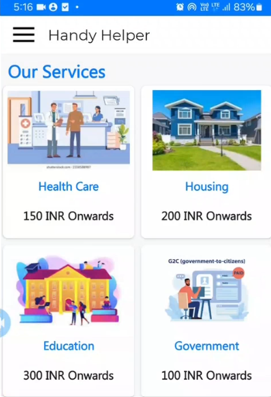 5:16
83%
Handy Helper
Our Services
Health Care
150 INR Onwards
Housing
200 INR Onwards
G2C (government-to-citizens)
Education
300 INR Onwards
Government
100 INR Onwards